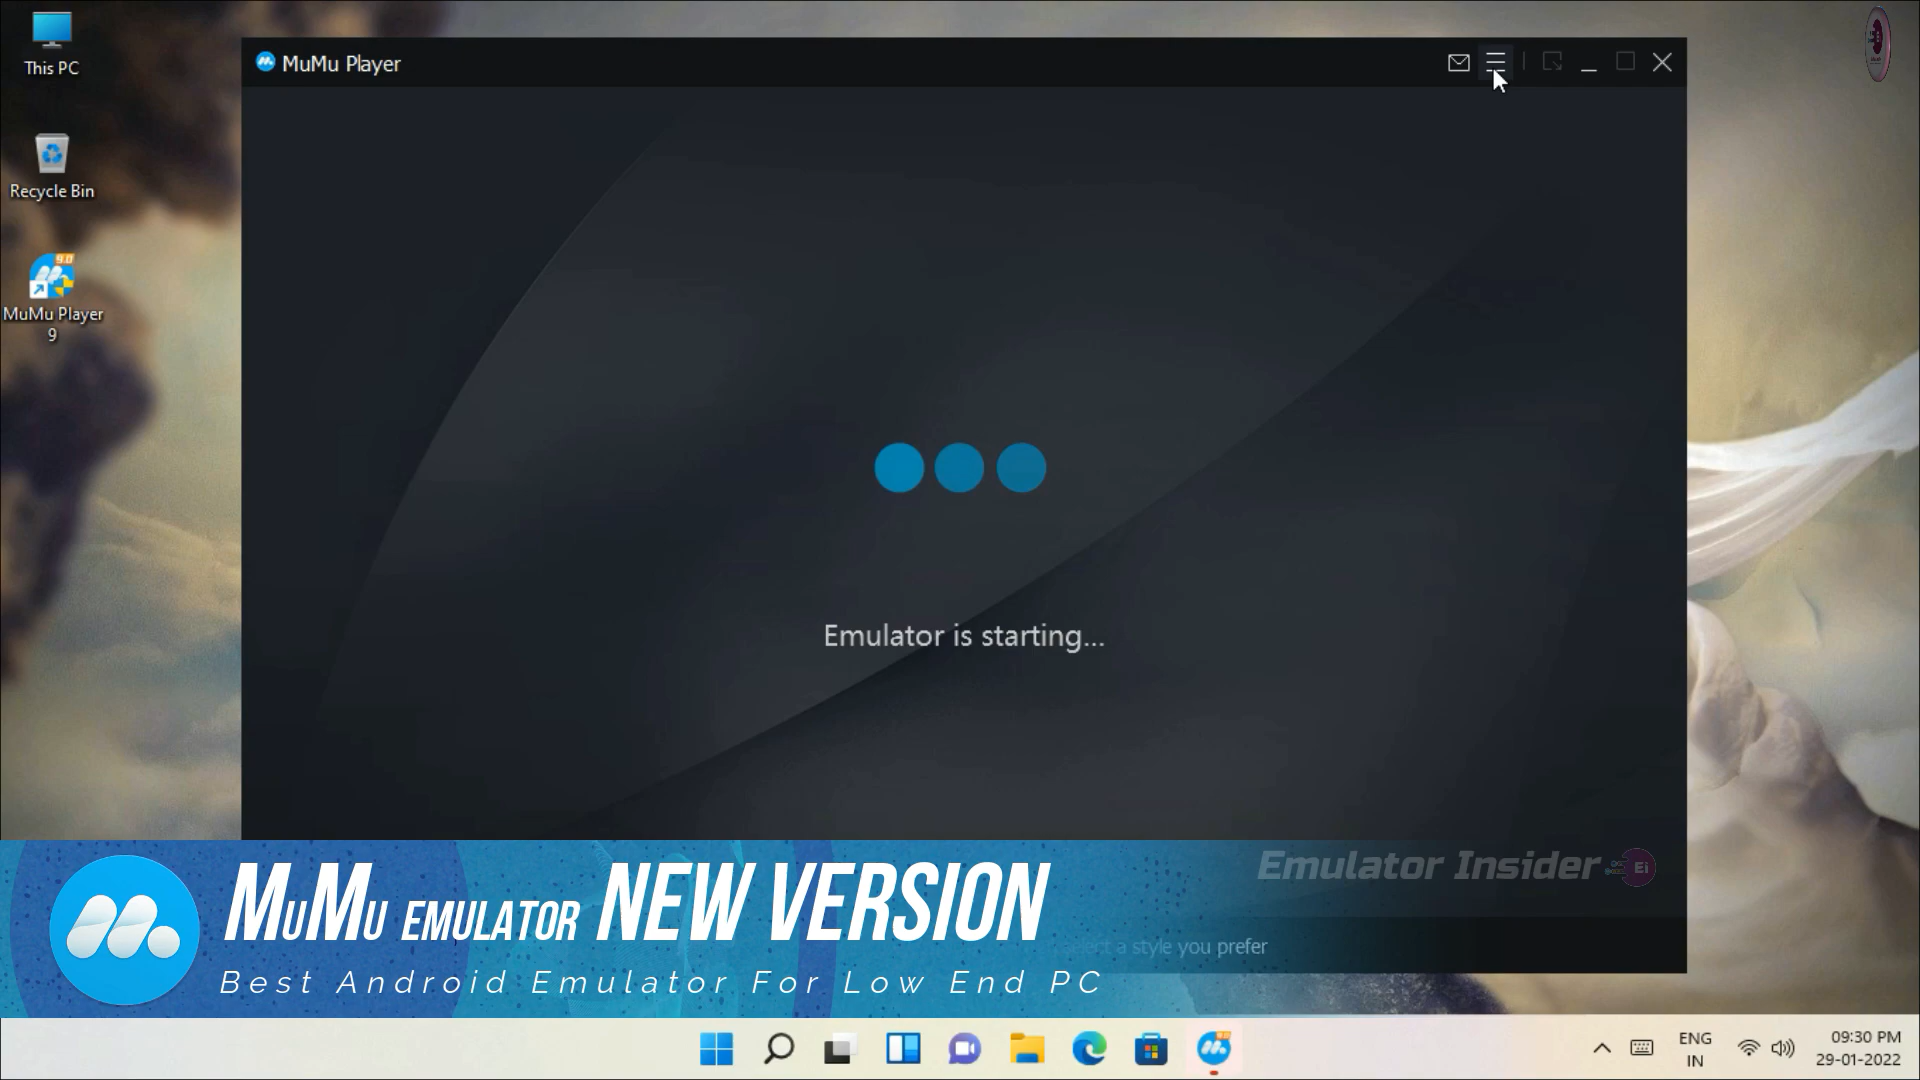 This PC
Recycle Bin
9.0
MuMu Player
9
MuMu Player
Emulator is starting...
Emulator Insider Ei
a style you prefer
MuMu EMULATOR NEW VERSION
Best Android Emulator For Low End PC
ENG
IN
09:30 PM
29-01-2022